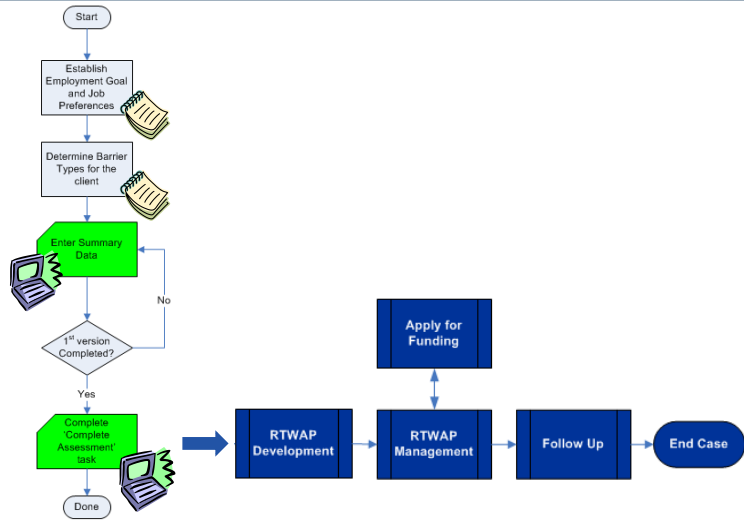 Start
Establish
Employment Goal
and Job
Preferences
Determine Barrier
Types for the
client
Enter Summary
Data
No
1st version
Completed?
Yes
Complete
'Complete
Assessment'
task
Done
Apply for
Funding
RTWAP
Development
RTWAP
Management
Follow Up
End Case